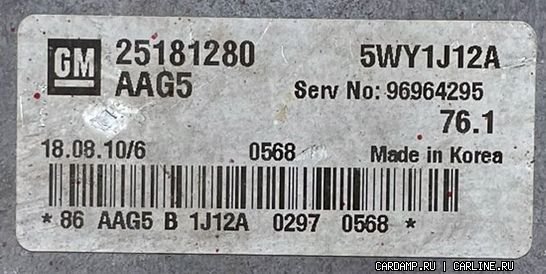 GM 25181280 5WY1J12A
AAG5 Serv No: 96964295
76.1
18.08.10/6 0568 Made in Korea
* 86 AAG5 B 1J12A 0297 0568 *
CARDAMP.RU | CARLINE.RU